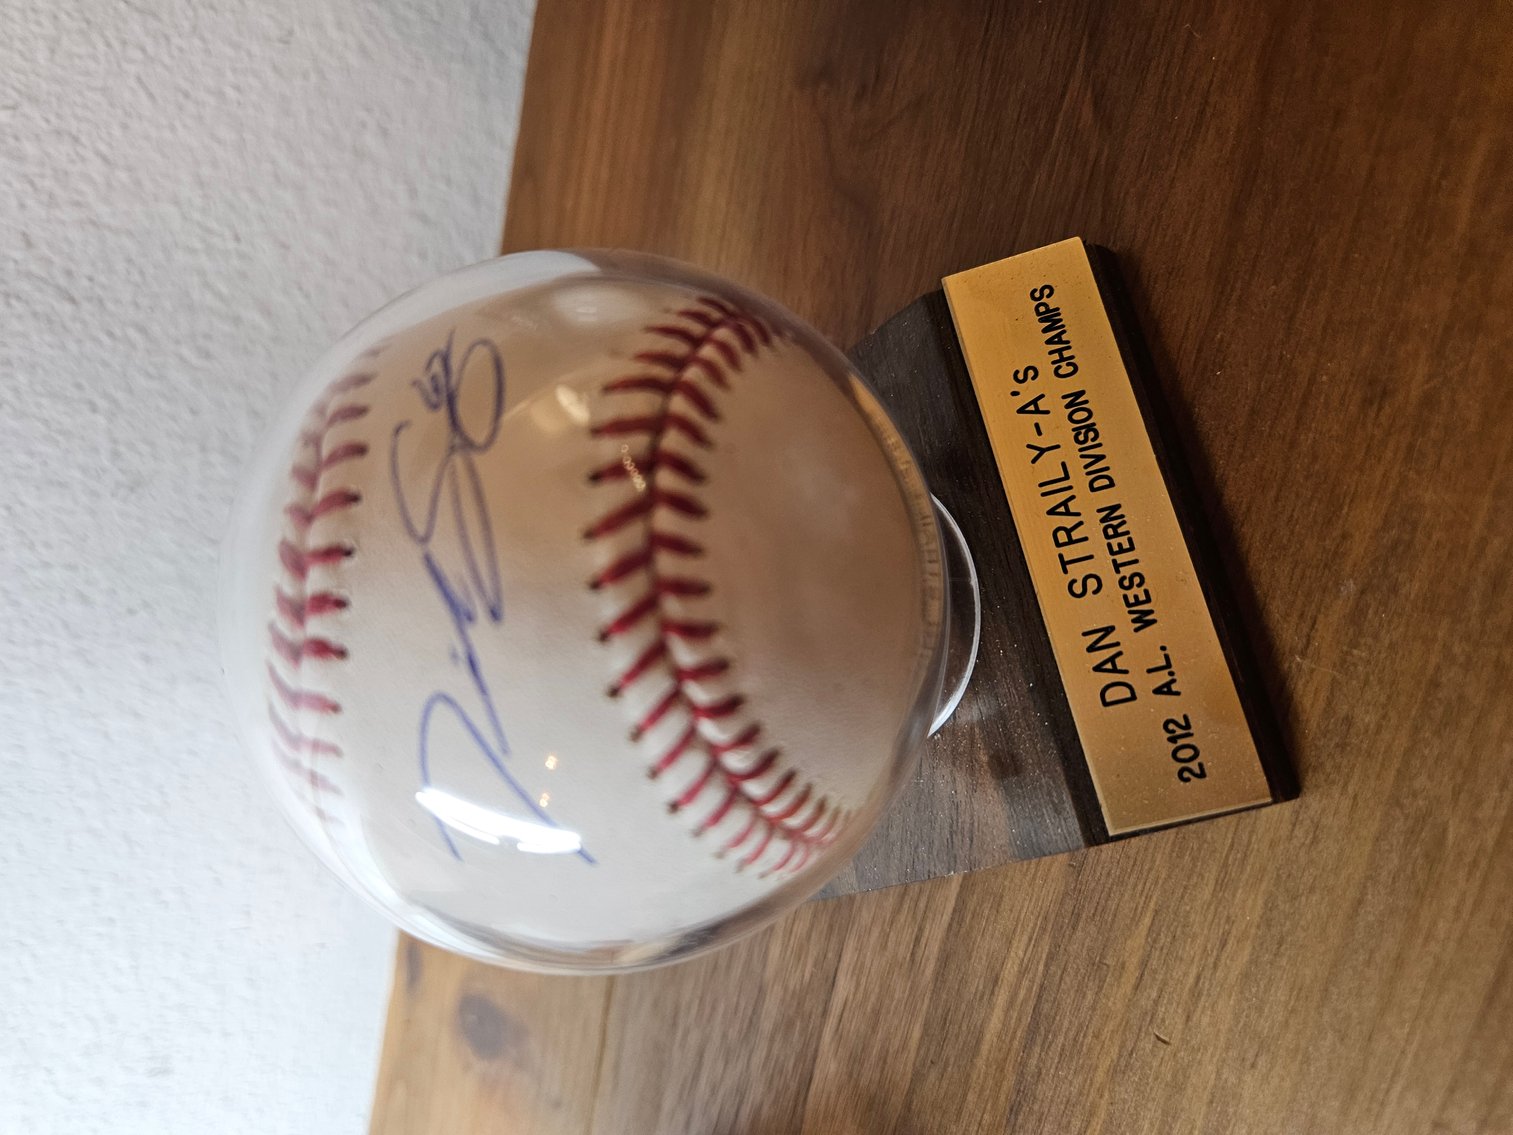 DAN STRAILY-A'S
2012 A.L. WESTERN DIVISION CHAMPS